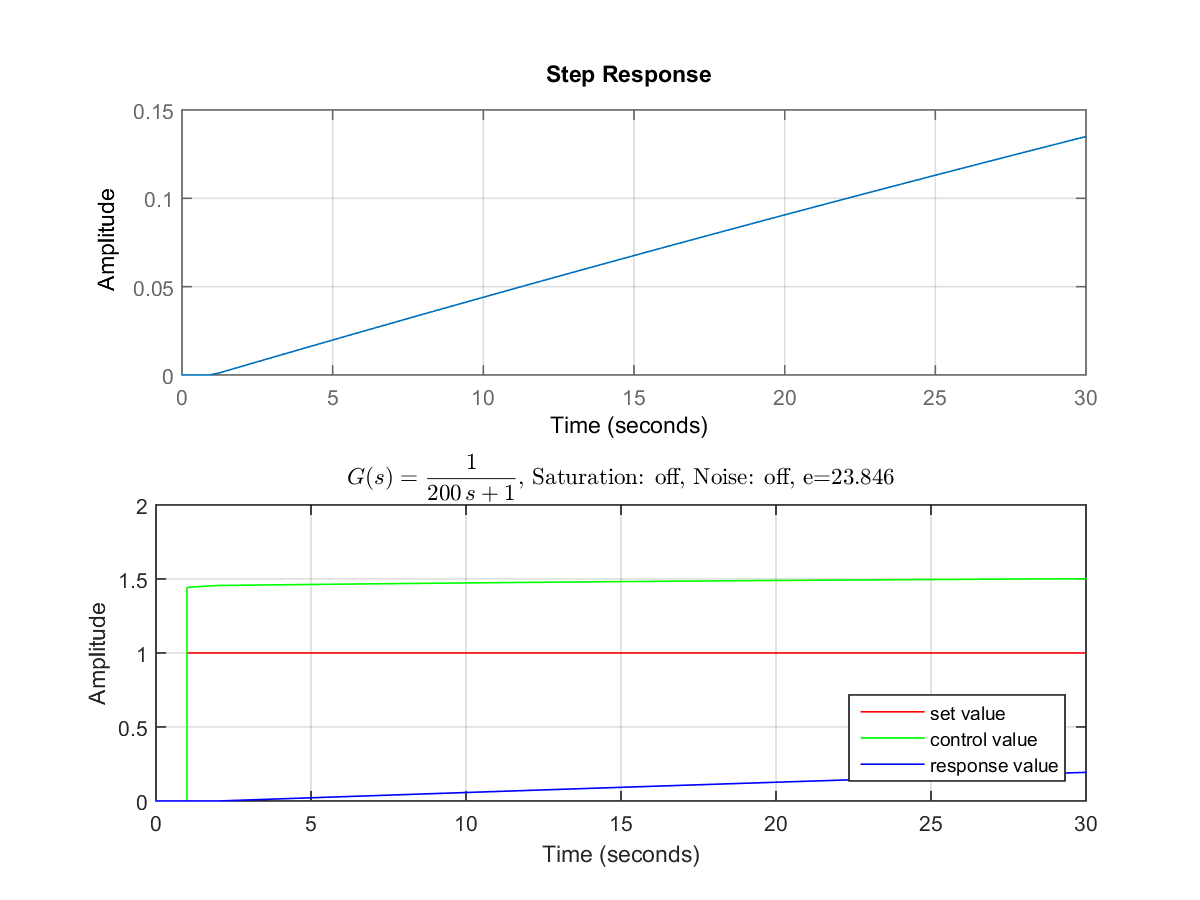 Step Response
0.15
0.1
0.05
0
Amplitude
0 5 10 15 20 25 30
Time (seconds)
G(s) = 1/(200 s + 1), Saturation: off, Noise: off, e=23.846
2
1.5
1
0.5
0
Amplitude
set value
control value
response value
0 5 10 15 20 25 30
Time (seconds)